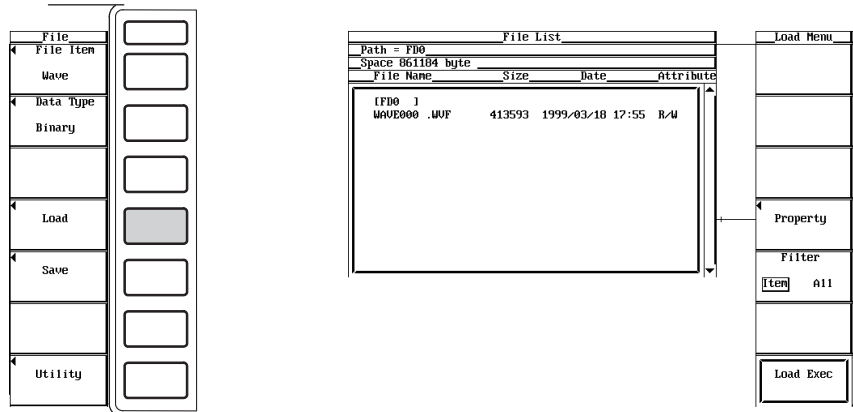 File
File Item
Wave
Data Type
Binary
Load
Save
Utility
File List
Path = FD0
Space 861184 byte
File Name Size Date Attribute
[FD0 ]
WAVE000 .WVF 413593 1999/03/18 17:55 R/W
Load Menu
Property
Filter
Item All
Load Exec